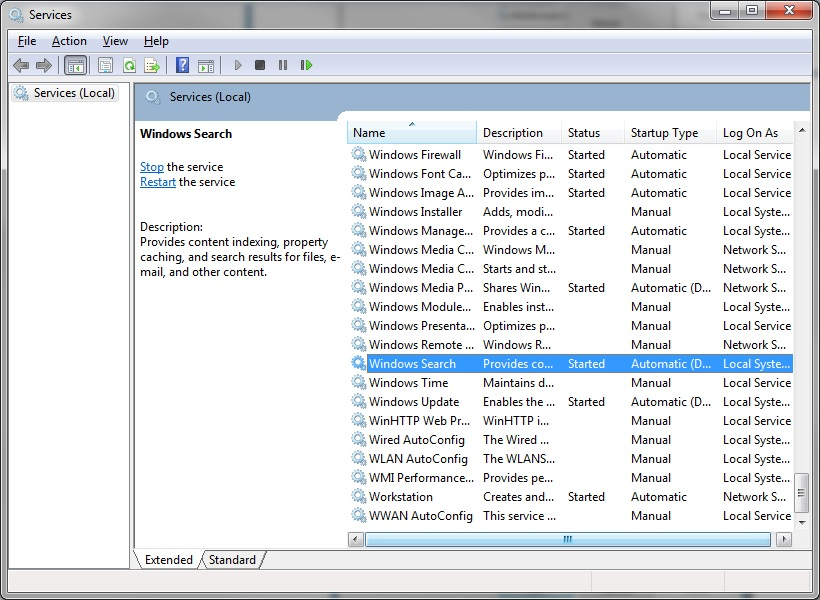 Services
File Action View Help
Services (Local)
Services (Local)
Windows Search
Stop the service
Restart the service
Description:
Provides content indexing, property
caching, and search results for files, e-
mail, and other content.
Name Description Status Startup Type Log On As
Windows Firewall Windows Fi... Started Automatic Local Service
Windows Font Ca... Optimizes p... Started Automatic Local Service
Windows Image A... Provides im... Started Automatic Local Service
Windows Installer Adds, modi... Manual Local Syste...
Windows Manage... Provides a c... Started Automatic Local Syste...
Windows Media C... Windows M... Manual Network S...
Windows Media C... Starts and st... Manual Network S...
Windows Media P... Shares Win... Started Automatic (D... Network S...
Windows Module... Enables inst... Manual Local Syste...
Windows Presenta... Optimizes p... Manual Local Service
Windows Remote ... Windows R... Manual Network S...
Windows Search Provides co... Started Automatic (D... Local Syste...
Windows Time Maintains d... Manual Local Service
Windows Update Enables the ... Started Automatic (D... Local Syste...
WinHTTP Web Pr... WinHTTP i... Manual Local Service
Wired AutoConfig The Wired ... Manual Local Syste...
WLAN AutoConfig The WLANS... Manual Local Syste...
WMI Performance... Provides pe... Manual Local Syste...
Workstation Creates and... Started Automatic Network S...
WWAN AutoConfig This service ... Manual Local Service
Extended Standard